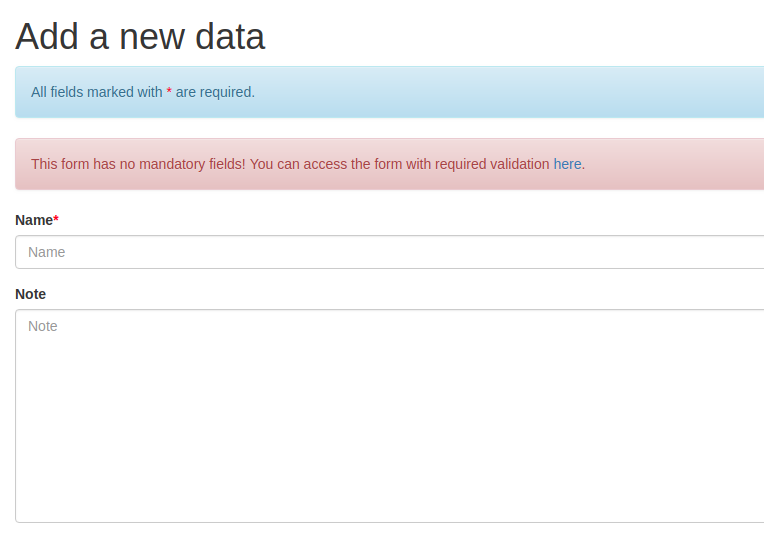 Add a new data
All fields marked with * are required.
This form has no mandatory fields! You can access the form with required validation here.
Name*
Name
Note
Note